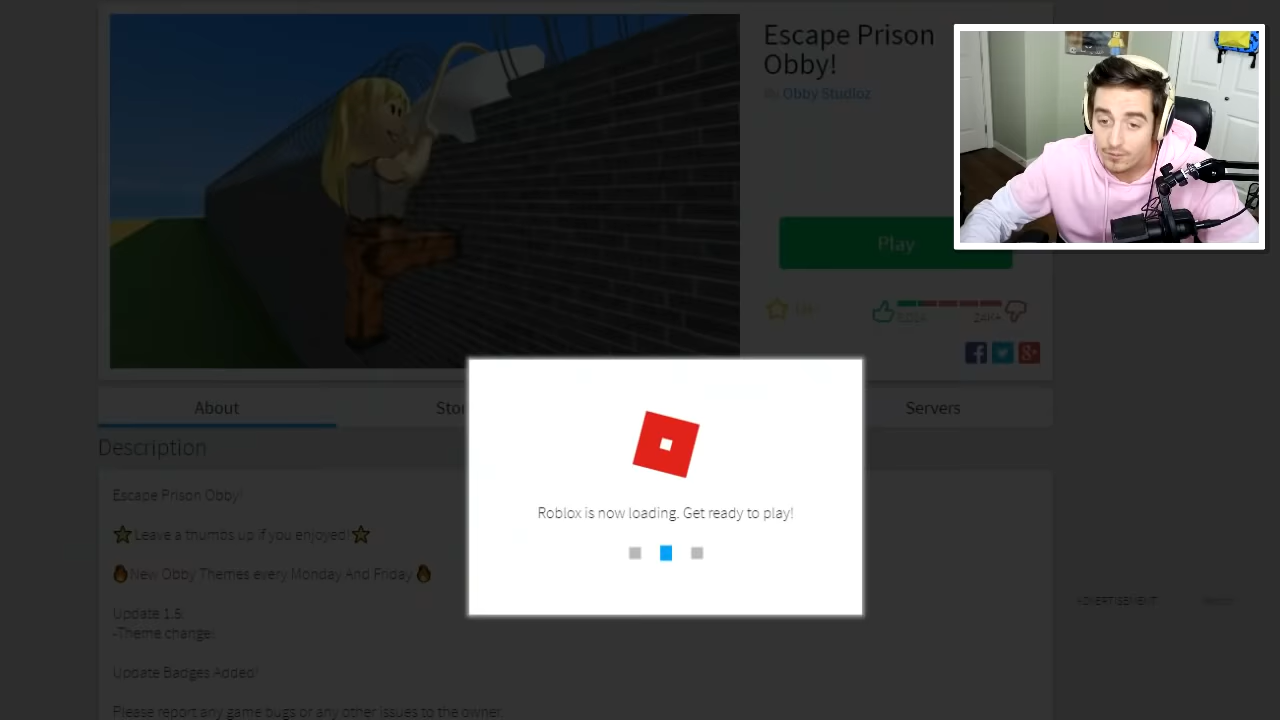 Escape Prison
Obby!
By Obby Studioz
Play
About
Servers
Description
Escape Prison Obby!
Leave a thumbs up if you enjoyed!
New Obby Themes every Monday And Friday
Update 1.5:
-Theme change!
Roblox is now loading. Get ready to play!
Update Badges Added!
Please report any game bugs or any other issues to the owner.
ADVERTISEMENT